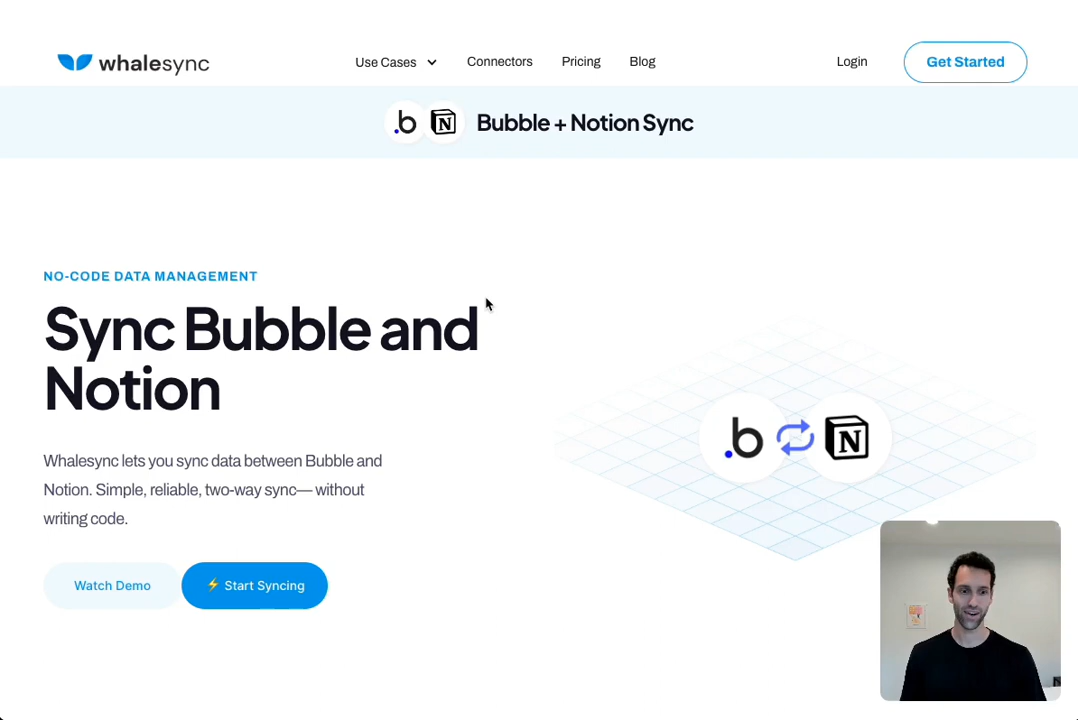 whalesync
Use Cases
Connectors
Pricing
Blog
Login
Get Started
.b N Bubble + Notion Sync
NO-CODE DATA MANAGEMENT
Sync Bubble and
Notion
Whalesync lets you sync data between Bubble and
Notion. Simple, reliable, two-way sync— without
writing code.
Watch Demo
⚡ Start Syncing
.b N